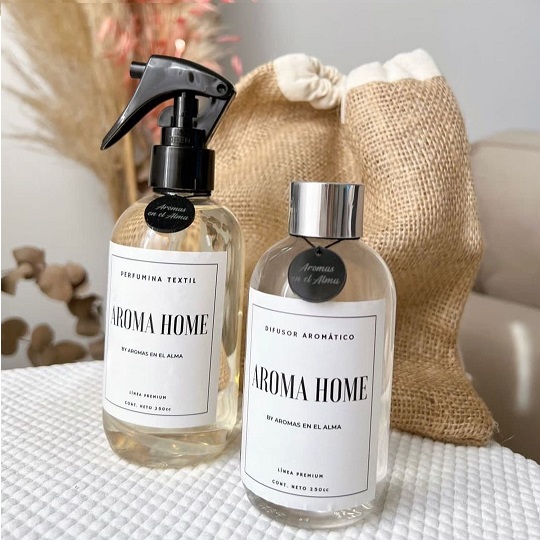 Aromas
en el Alma
PERFUMINA TEXTIL
AROMA HOME
BY AROMAS EN EL ALMA
LÍNEA PREMIUM
CONT. NETO 250cc
Aromas
en el Alma
DIFUSOR AROMÁTICO
AROMA HOME
BY AROMAS EN EL ALMA
LÍNEA PREMIUM
CONT. NETO 250cc